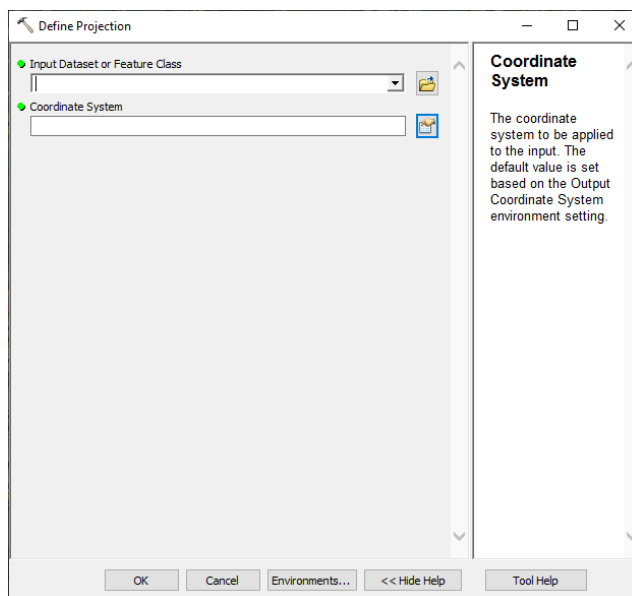 Define Projection
Input Dataset or Feature Class
Coordinate System
Coordinate
System
The coordinate
system to be applied
to the input. The
default value is set
based on the Output
Coordinate System
environment setting.
OK
Cancel
Environments...
<< Hide Help
Tool Help